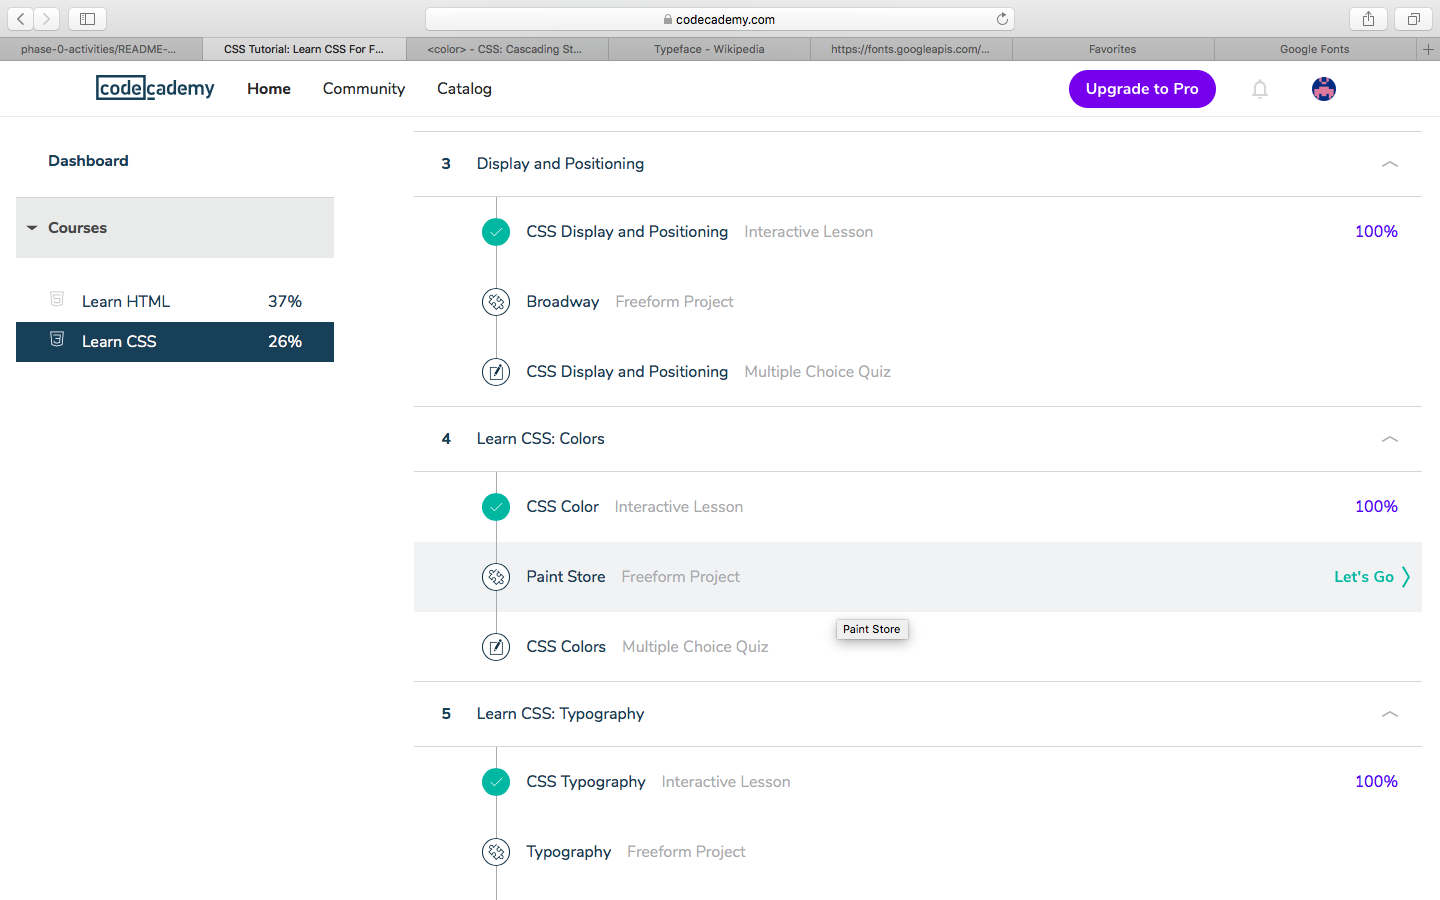 codecademy.com
phase-0-activities/README-...
CSS Tutorial: Learn CSS For F...
<color> - CSS: Cascading St...
Typeface - Wikipedia
https://fonts.googleapis.com/...
Favorites
Google Fonts
codecademy
Home
Community
Catalog
Upgrade to Pro
Dashboard
Courses
Learn HTML 37%
Learn CSS 26%
3 Display and Positioning
CSS Display and Positioning Interactive Lesson 100%
Broadway Freeform Project
CSS Display and Positioning Multiple Choice Quiz
4 Learn CSS: Colors
CSS Color Interactive Lesson 100%
Paint Store Freeform Project Let's Go
Paint Store
CSS Colors Multiple Choice Quiz
5 Learn CSS: Typography
CSS Typography Interactive Lesson 100%
Typography Freeform Project